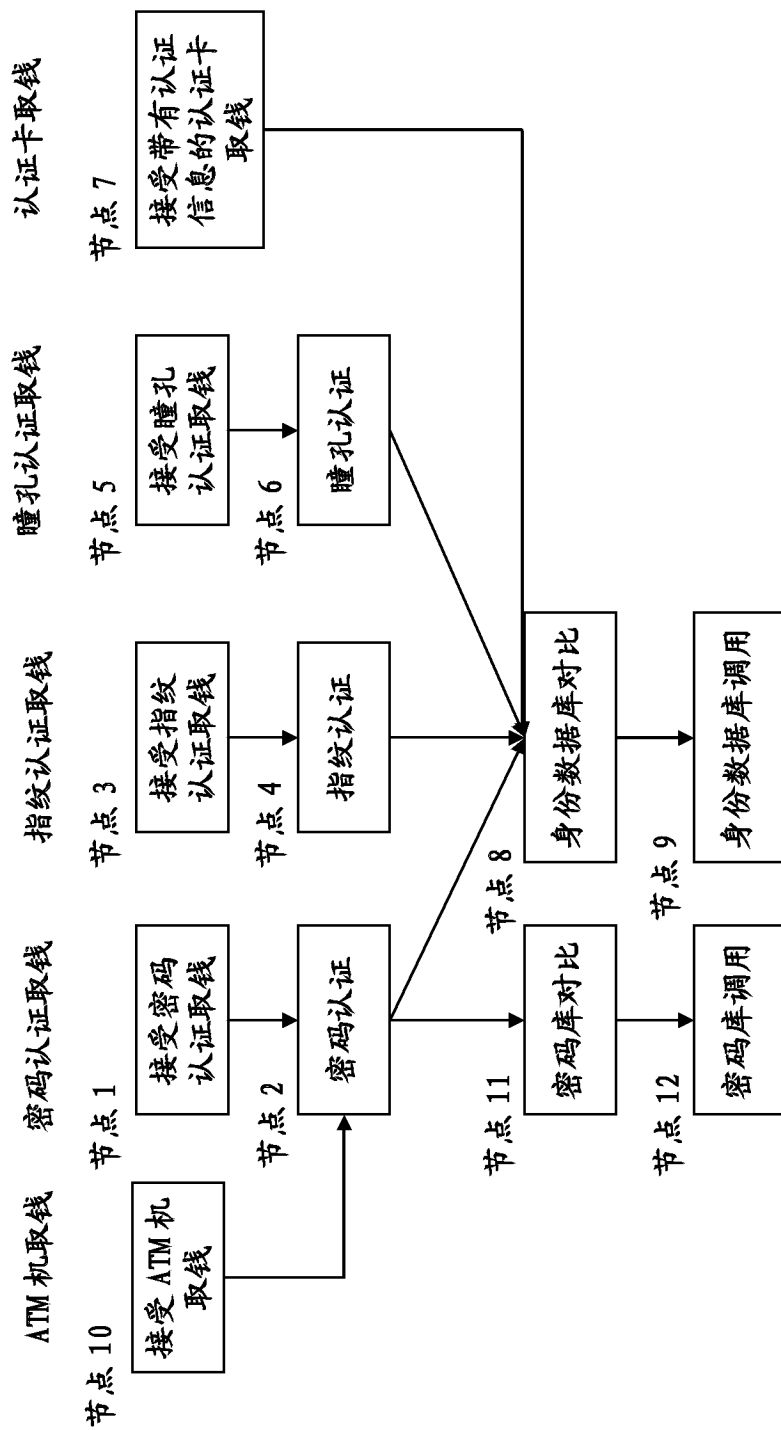 ATM 机取钱
密码认证取钱
指纹认证取钱
瞳孔认证取钱
认证卡取钱
节点 10
节点 1
节点 3
节点 5
节点 7
接受 ATM 机
取钱
接受密码
认证取钱
接受指纹
认证取钱
接受瞳孔
认证取钱
接受带有认证
信息的认证卡
取钱
节点 2
节点 4
节点 6
密码认证
指纹认证
瞳孔认证
节点 11
节点 8
密码库对比
身份数据库对比
节点 12
节点 9
密码库调用
身份数据库调用